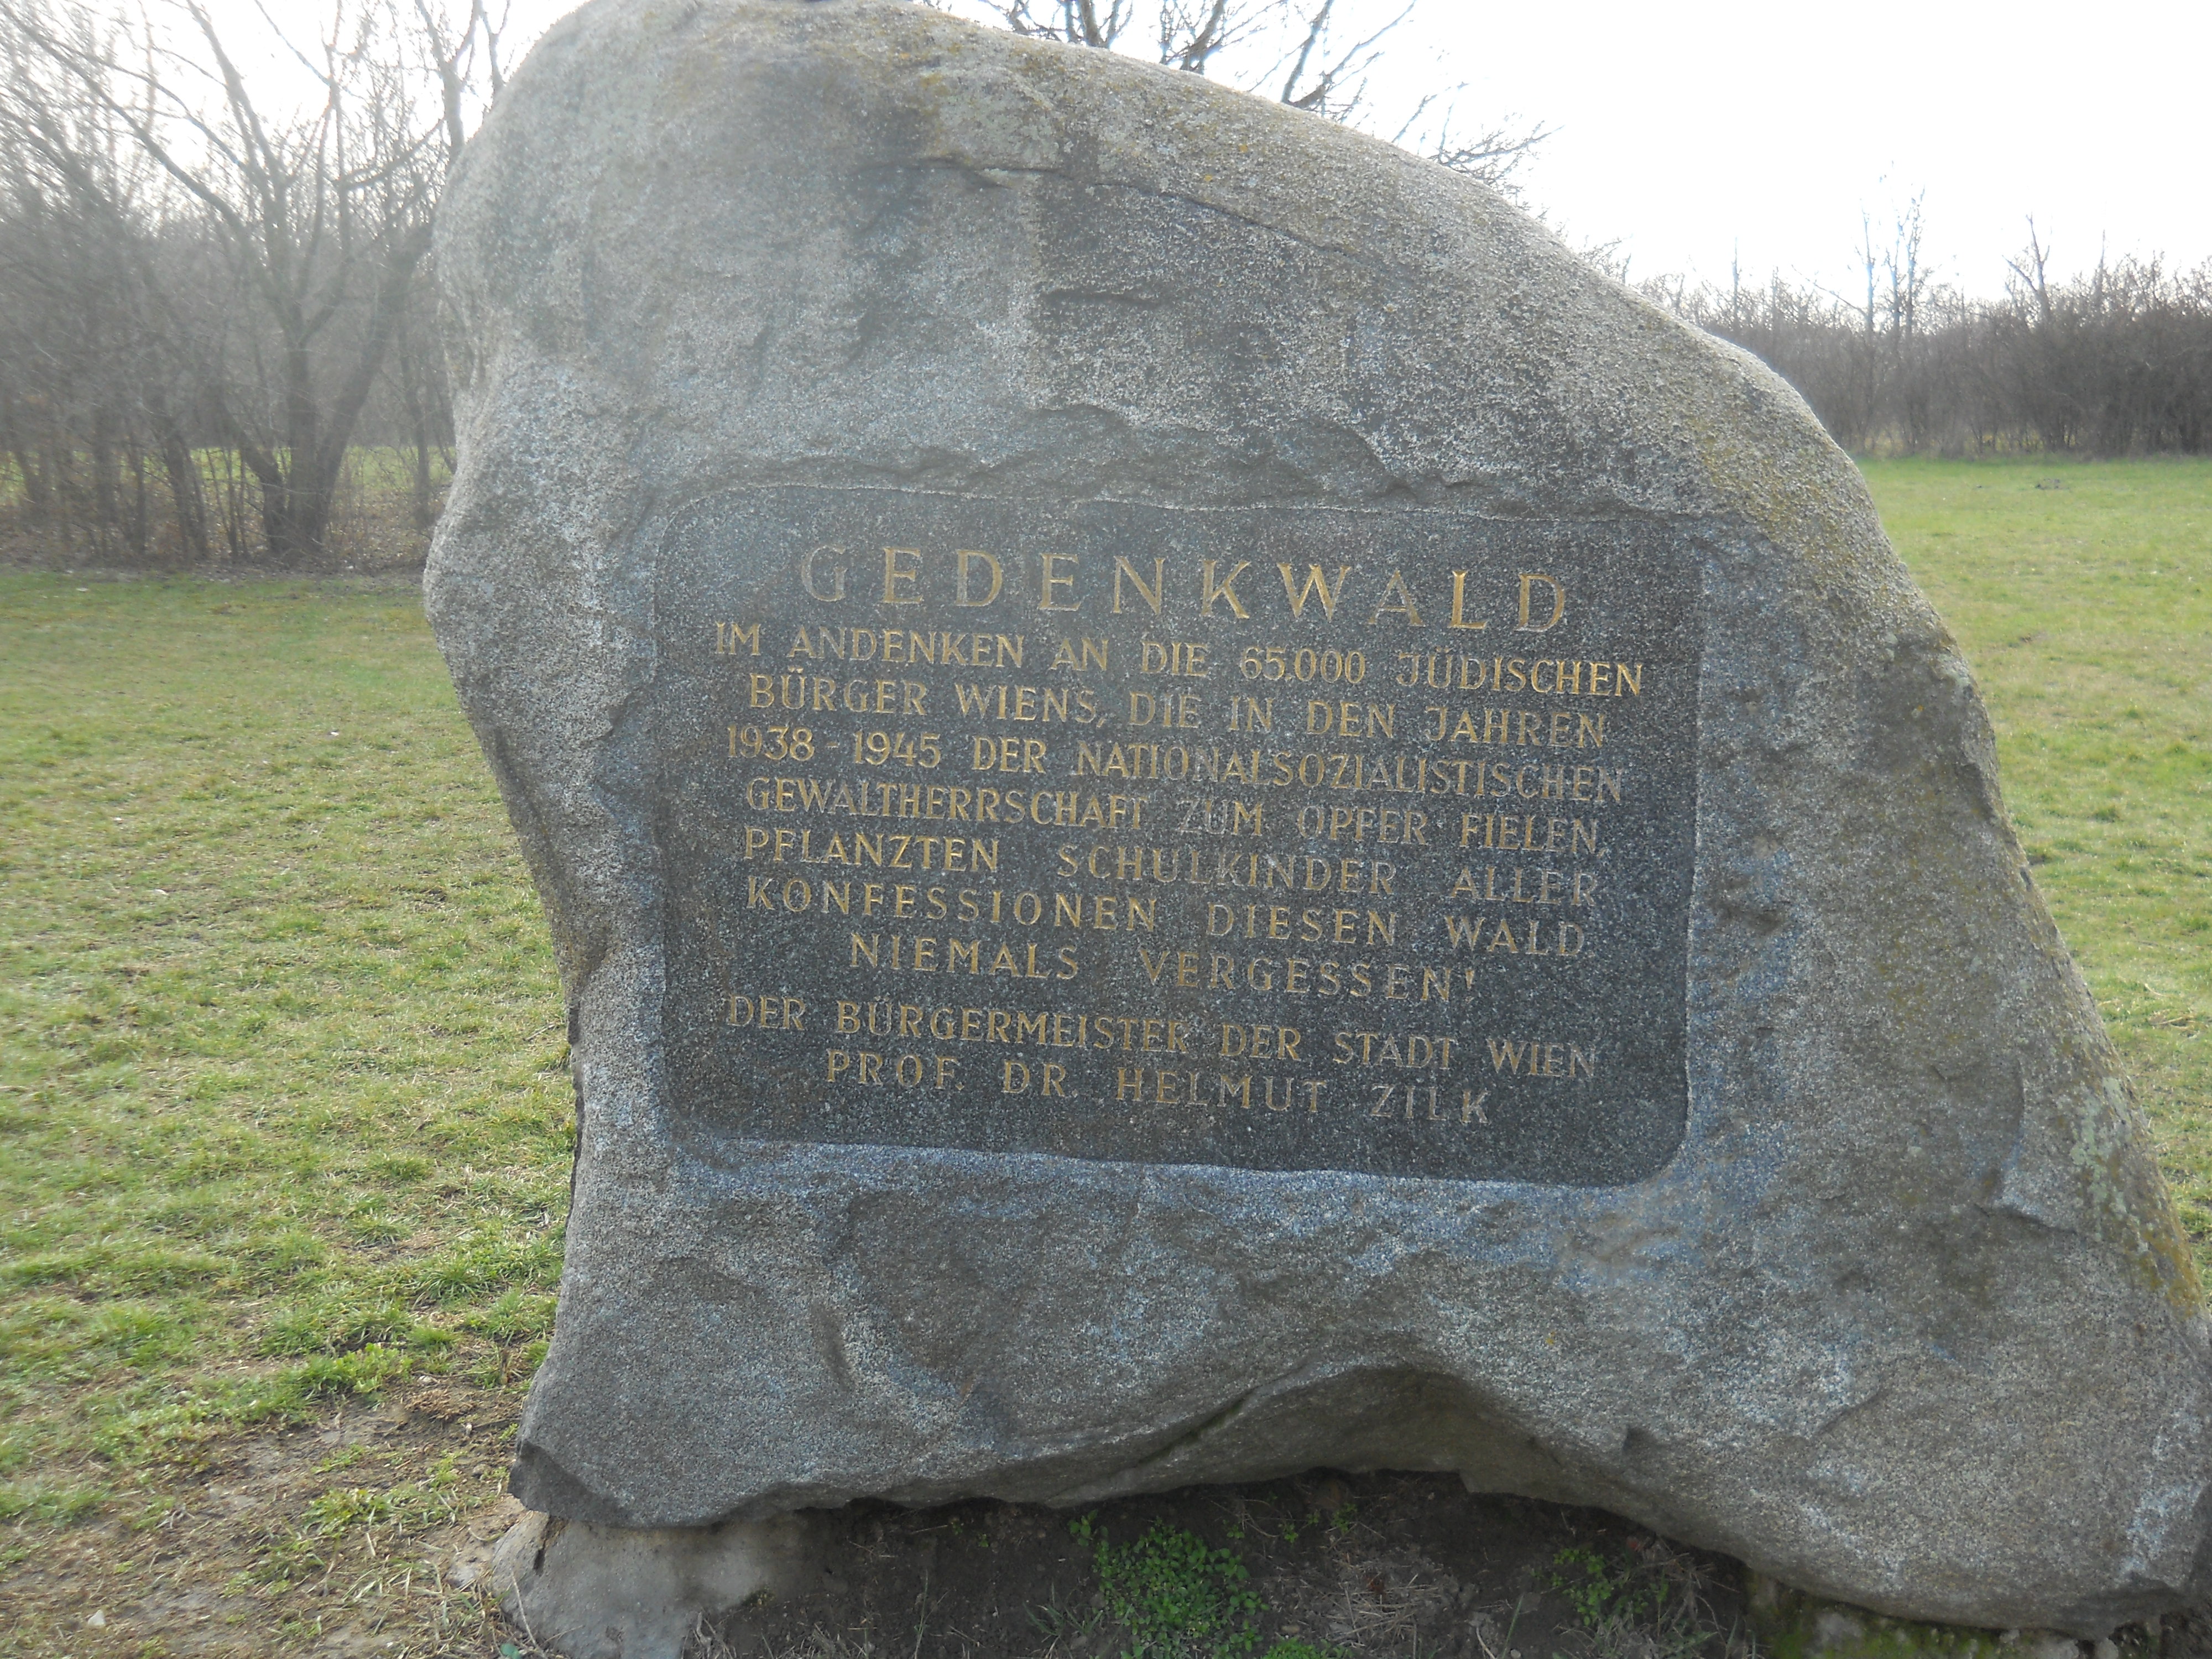 GEDENKWALD
IM ANDENKEN AN DIE 65.000 JÜDISCHEN
BÜRGER WIENS, DIE IN DEN JAHREN
1938-1945 DER NATIONALSOZIALISTISCHEN
GEWALTHERRSCHAFT ZUM OPFER FIELEN,
PFLANZTEN SCHULKINDER ALLER
KONFESSIONEN DIESEN WALD.
NIEMALS VERGESSEN!
DER BÜRGERMEISTER DER STADT WIEN
PROF. DR. HELMUT ZILK